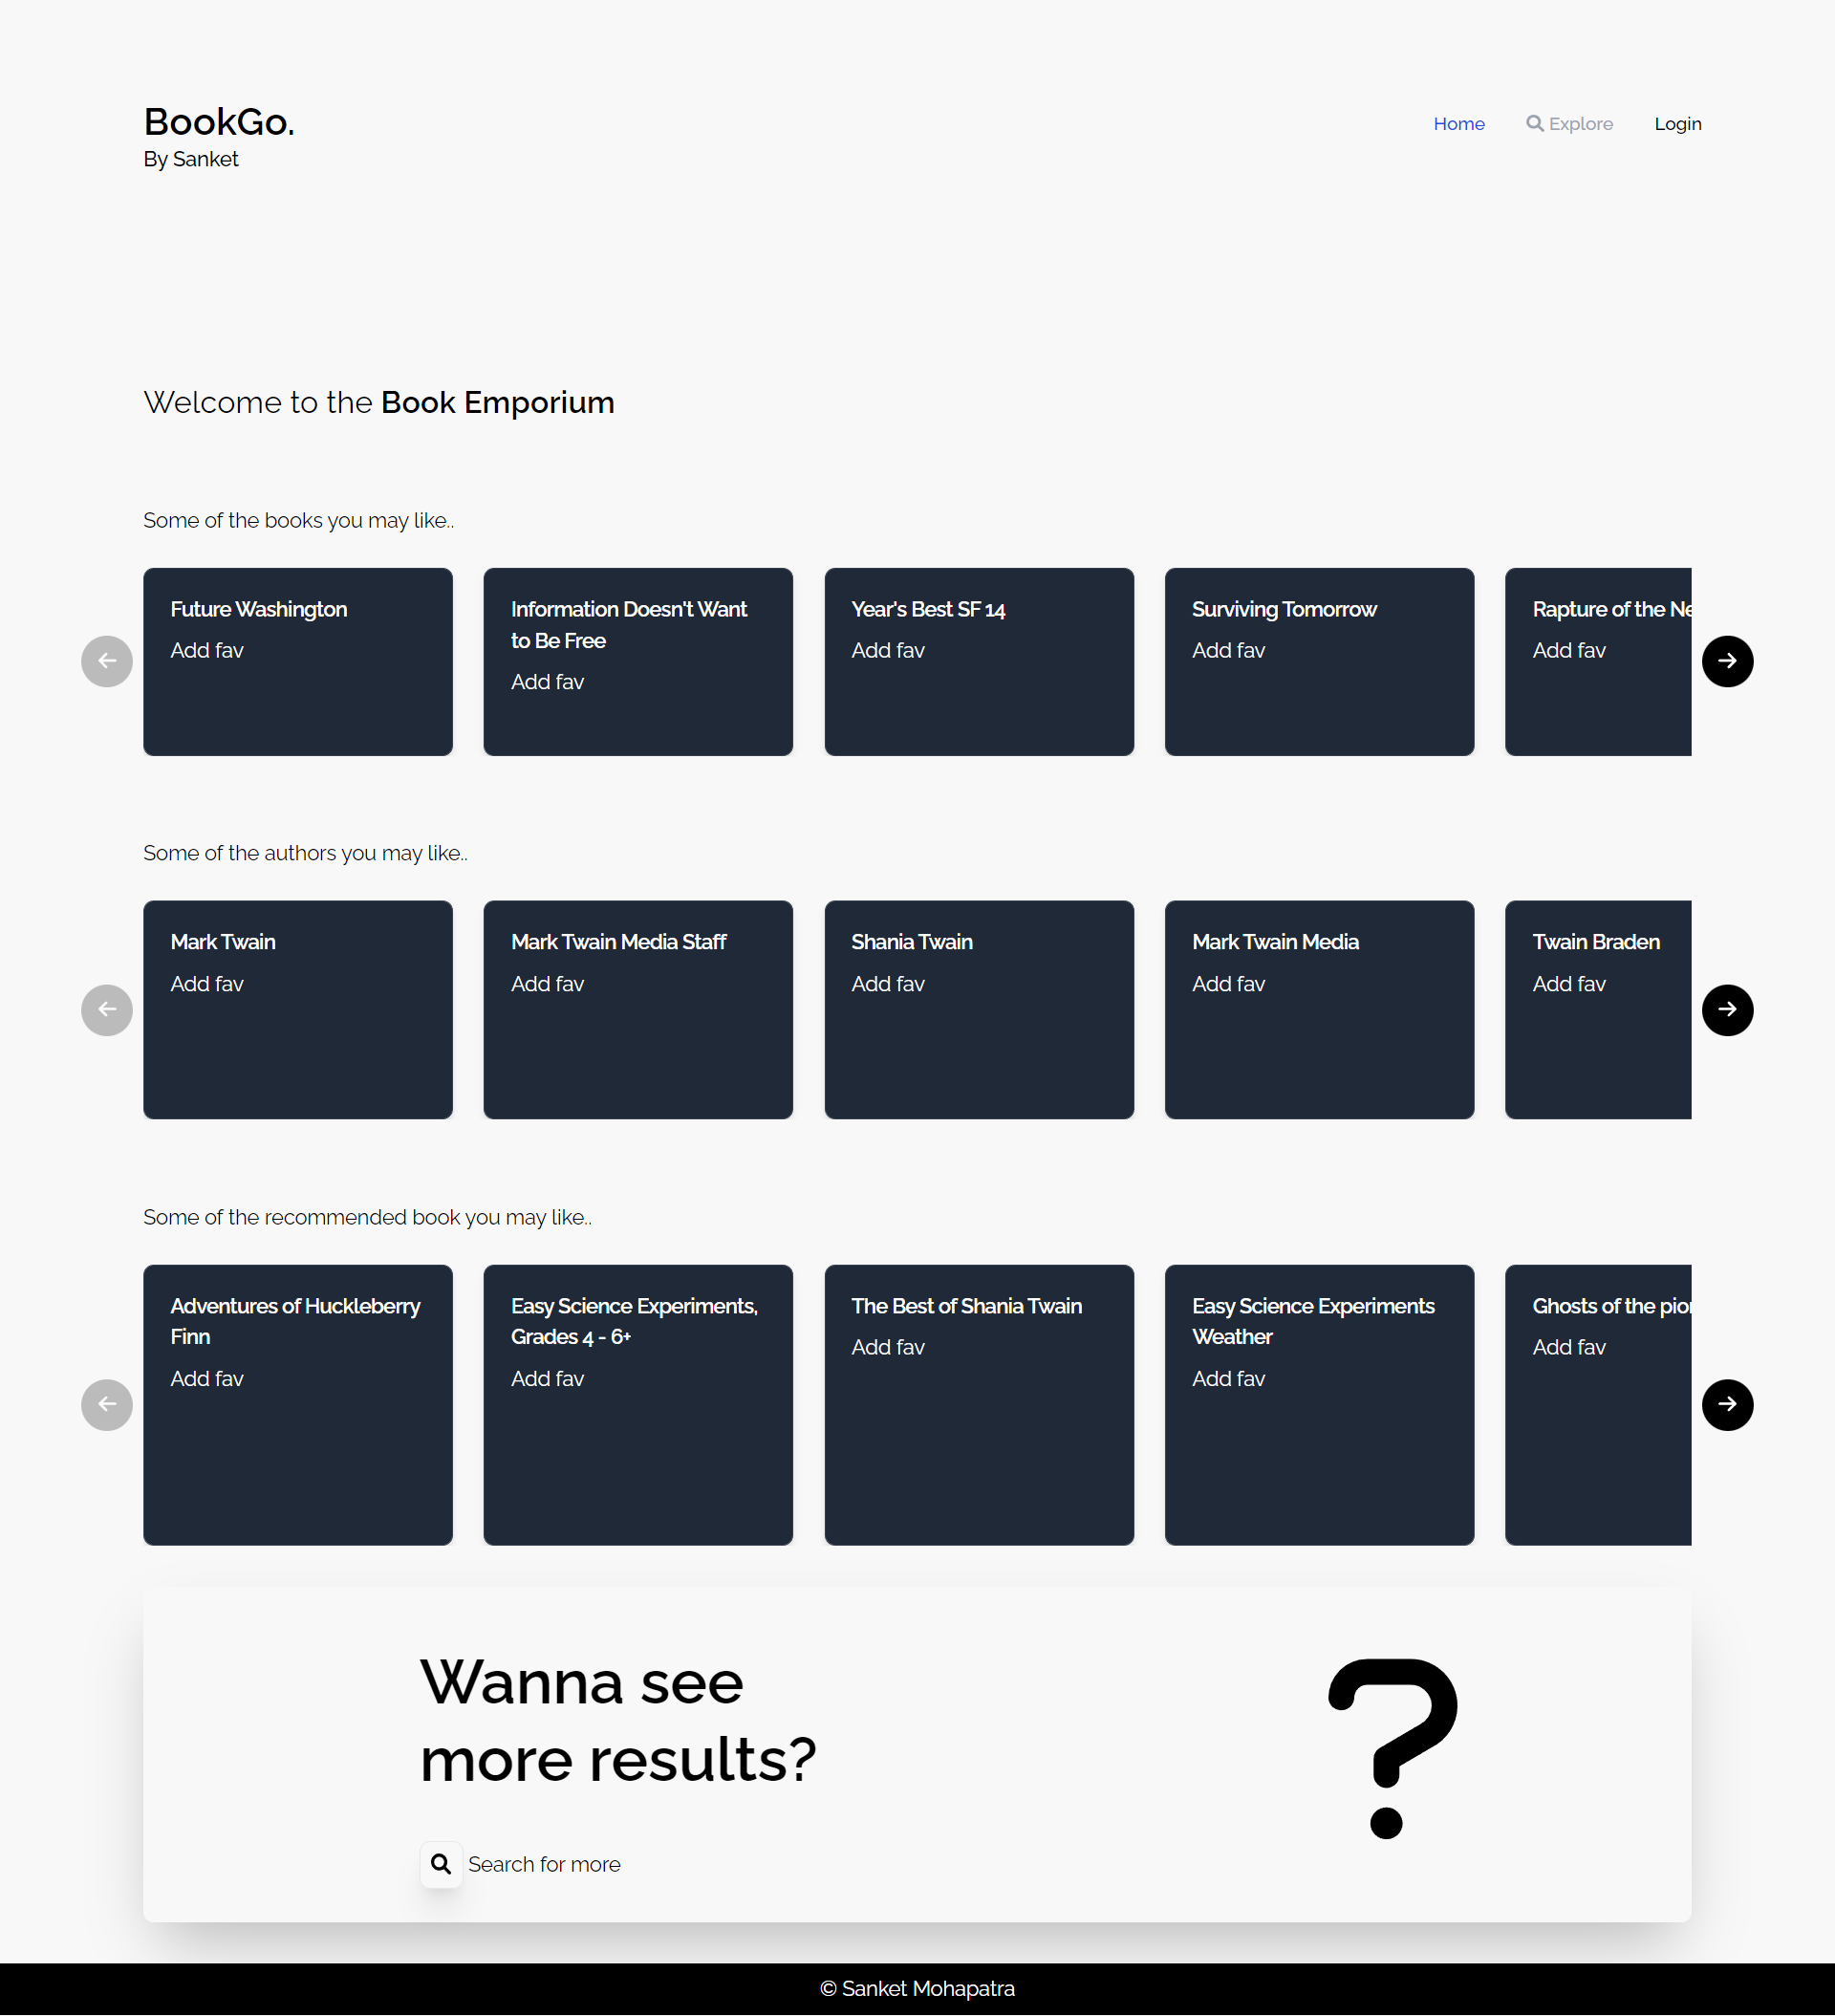 BookGo.
By Sanket
Home
Explore
Login
Welcome to the Book Emporium
Some of the books you may like..
Future Washington
Add fav
Information Doesn't Want
to Be Free
Add fav
Year's Best SF 14
Add fav
Surviving Tomorrow
Add fav
Rapture of the Ne
Add fav
Some of the authors you may like..
Mark Twain
Add fav
Mark Twain Media Staff
Add fav
Shania Twain
Add fav
Mark Twain Media
Add fav
Twain Braden
Add fav
Some of the recommended book you may like..
Adventures of Huckleberry
Finn
Add fav
Easy Science Experiments,
Grades 4 - 6+
Add fav
The Best of Shania Twain
Add fav
Easy Science Experiments
Weather
Add fav
Ghosts of the
Add fav
Wanna see
more results?
?
Search for more
© Sanket Mohapatra